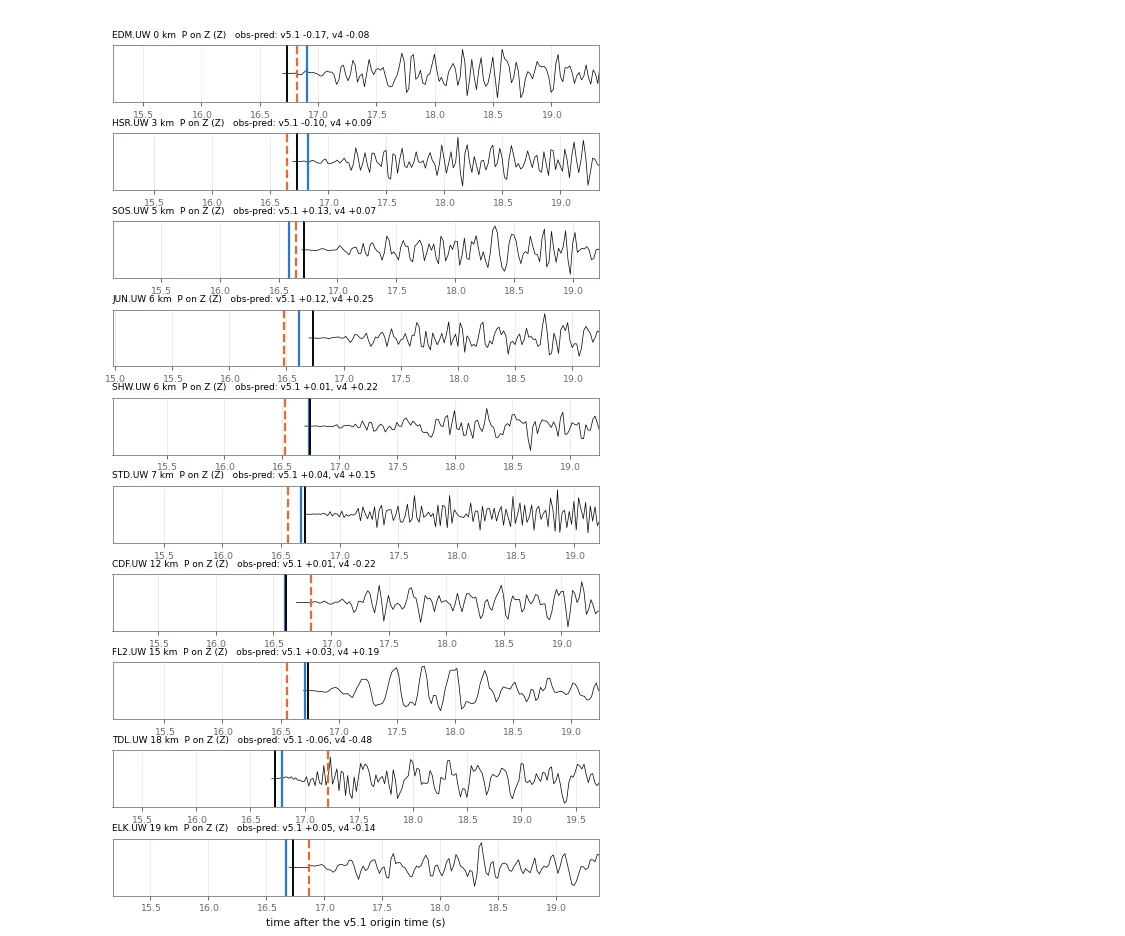 EDM.UW 0 km  P on Z (Z)   obs-pred: v5.1 -0.17, v4 -0.08
15.5 16.0 16.5 17.0 17.5 18.0 18.5 19.0
HSR.UW 3 km  P on Z (Z)   obs-pred: v5.1 -0.10, v4 +0.09
15.5 16.0 16.5 17.0 17.5 18.0 18.5 19.0
SOS.UW 5 km  P on Z (Z)   obs-pred: v5.1 +0.13, v4 +0.07
15.5 16.0 16.5 17.0 17.5 18.0 18.5 19.0
JUN.UW 6 km  P on Z (Z)   obs-pred: v5.1 +0.12, v4 +0.25
15.0 15.5 16.0 16.5 17.0 17.5 18.0 18.5 19.0
SHW.UW 6 km  P on Z (Z)   obs-pred: v5.1 +0.01, v4 +0.22
15.5 16.0 16.5 17.0 17.5 18.0 18.5 19.0
STD.UW 7 km  P on Z (Z)   obs-pred: v5.1 +0.04, v4 +0.15
15.5 16.0 16.5 17.0 17.5 18.0 18.5 19.0
CDF.UW 12 km  P on Z (Z)   obs-pred: v5.1 +0.01, v4 -0.22
15.5 16.0 16.5 17.0 17.5 18.0 18.5 19.0
FL2.UW 15 km  P on Z (Z)   obs-pred: v5.1 +0.03, v4 +0.19
15.5 16.0 16.5 17.0 17.5 18.0 18.5 19.0
TDL.UW 18 km  P on Z (Z)   obs-pred: v5.1 -0.06, v4 -0.48
15.5 16.0 16.5 17.0 17.5 18.0 18.5 19.0 19.5
ELK.UW 19 km  P on Z (Z)   obs-pred: v5.1 +0.05, v4 -0.14
15.5 16.0 16.5 17.0 17.5 18.0 18.5 19.0
time after the v5.1 origin time (s)